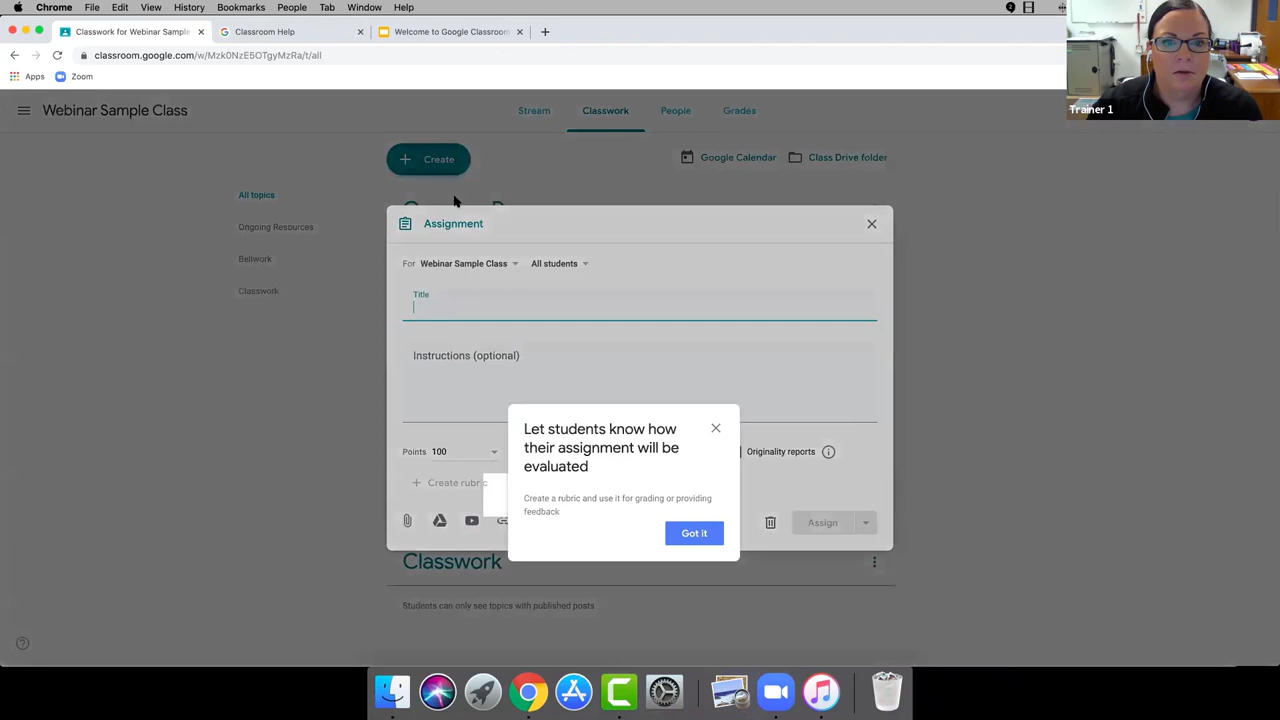 Chrome File Edit View History Bookmarks People Tab Window Help
Classwork for Webinar Sample
Classroom Help
Welcome to Google Classroom
classroom.google.com/w/Mzk0NzE5OTgyMzRa/t/all
Apps Zoom
Trainer 1
Webinar Sample Class
Stream Classwork People Grades
Create
Google Calendar
Class Drive folder
All topics
Ongoing Resources
Bellwork
Classwork
Assignment
For Webinar Sample Class All students
Title
Instructions (optional)
Points 100
Originality reports
Create rubric
Let students know how
their assignment will be
evaluated
Create a rubric and use it for grading or providing
feedback
Got it
Assign
Classwork
Students can only see topics with published posts